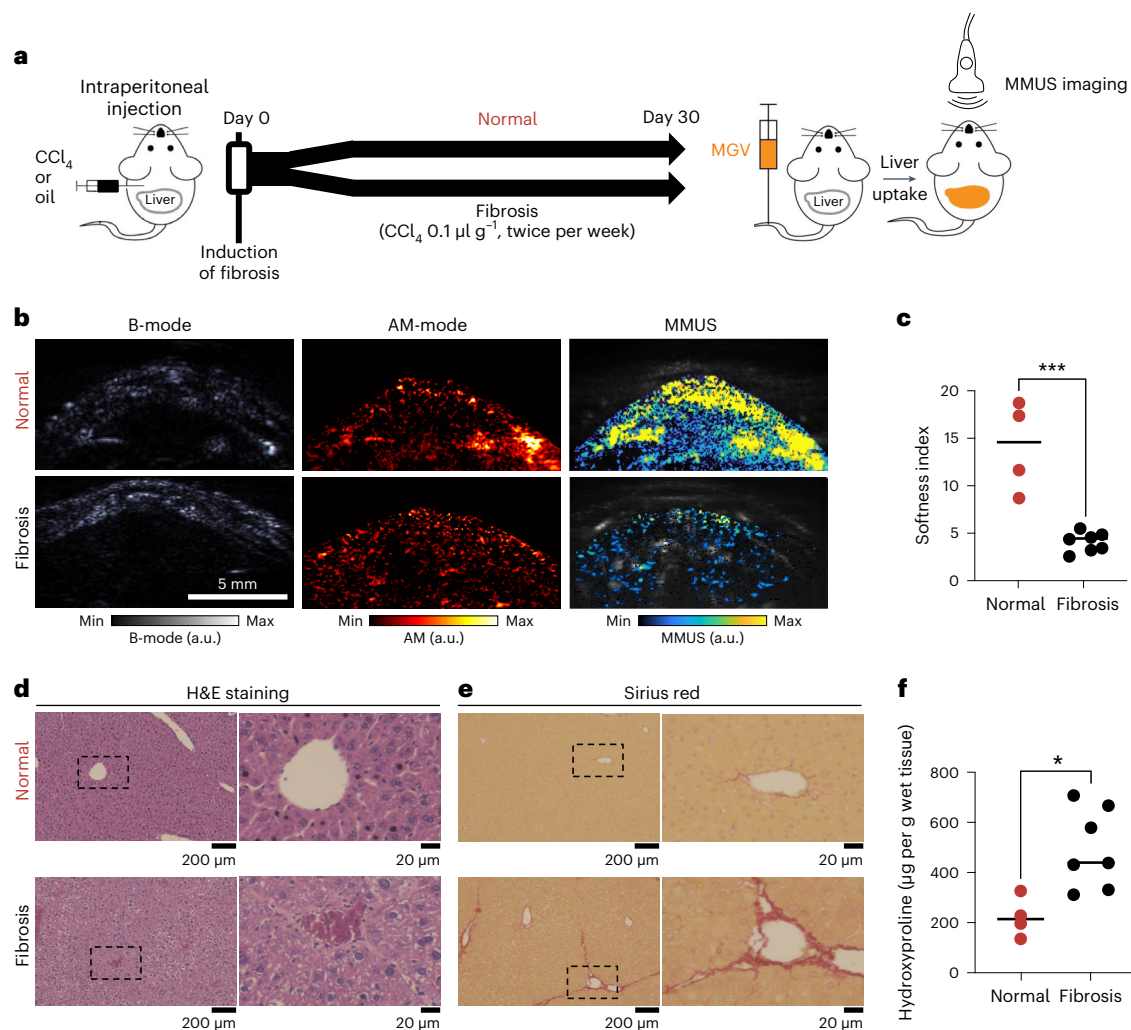 a
Intraperitoneal
injection
CCl₄
or
oil
Liver
Day 0
Induction
of fibrosis
Normal
Day 30
Fibrosis
(CCl₄ 0.1 µl g⁻¹, twice per week)
MGV
Liver
Liver
uptake
MMUS imaging
b
B-mode
AM-mode
MMUS
Normal
Fibrosis
5 mm
Min
Max
B-mode (a.u.)
Min
Max
AM (a.u.)
Min
Max
MMUS (a.u.)
c
Softness index
20
15
10
5
0
***
Normal
Fibrosis
d
H&E staining
Normal
200 µm
20 µm
Fibrosis
200 µm
20 µm
e
Sirius red
200 µm
20 µm
200 µm
20 µm
f
Hydroxyproline (µg per g wet tissue)
800
600
400
200
0
*
Normal
Fibrosis